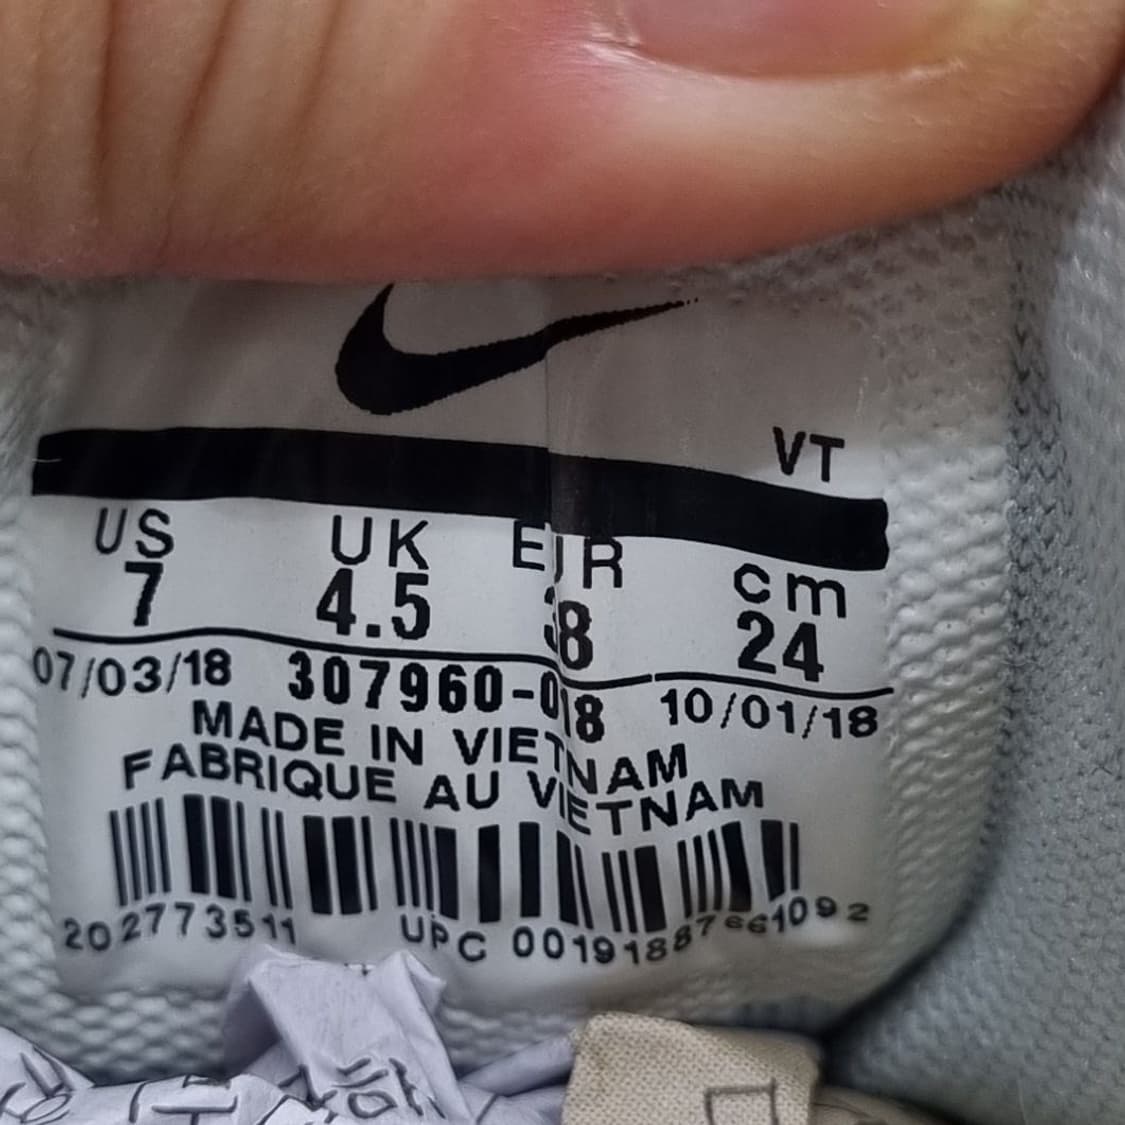 VT
US UK EUR cm
7 4.5 38 24
07/03/18 307960-018 10/01/18
MADE IN VIETNAM
FABRIQUE AU VIETNAM
2027773511 UPC 00191887661092